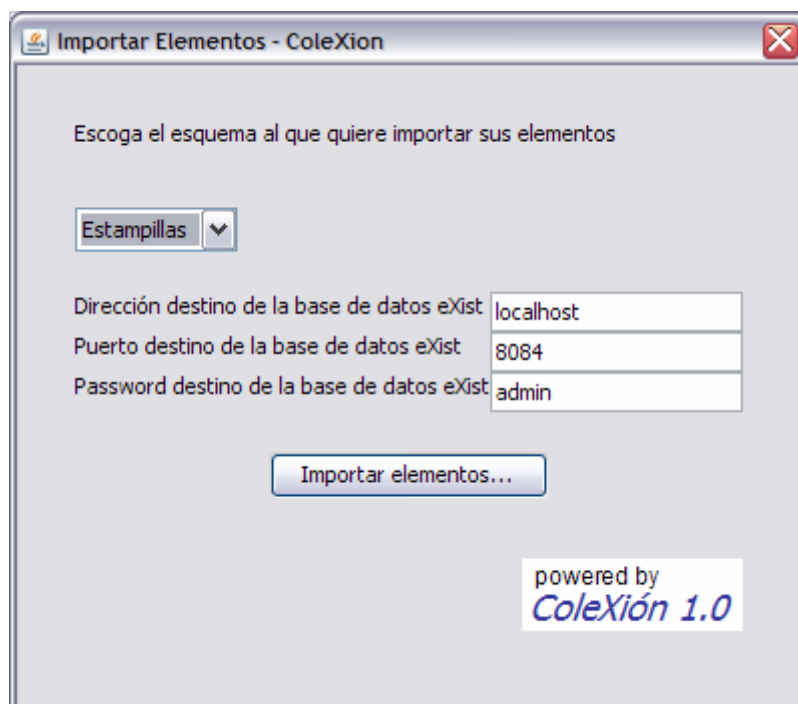 Importar Elementos - ColeXion
Escoga el esquema al que quiere importar sus elementos
Estampillas
Dirección destino de la base de datos eXist localhost
Puerto destino de la base de datos eXist 8084
Password destino de la base de datos eXist admin
Importar elementos...
powered by
ColeXión 1.0